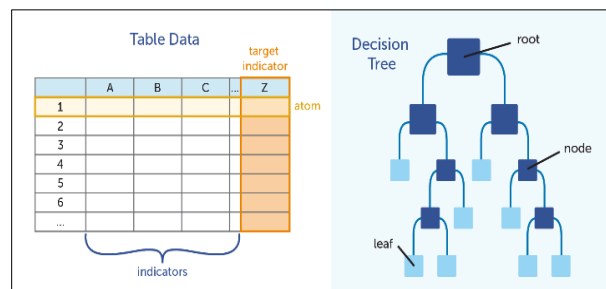 Table Data
target
indicator
A B C ... Z
1
atom
2
3
4
5
6
...
indicators
Decision
Tree
root
node
leaf